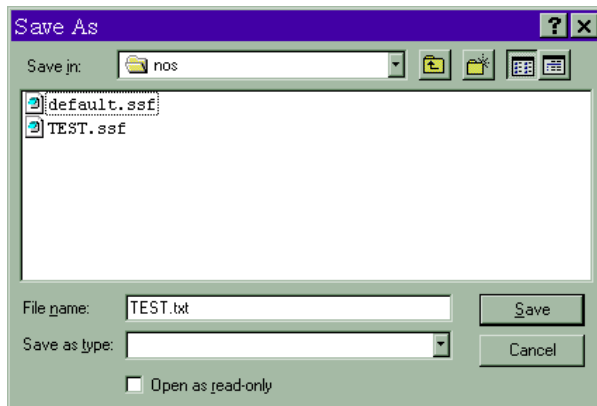 Save As
Save in: nos
default.ssf
TEST.ssf
File name: TEST.txt Save
Save as type: Cancel
Open as read-only